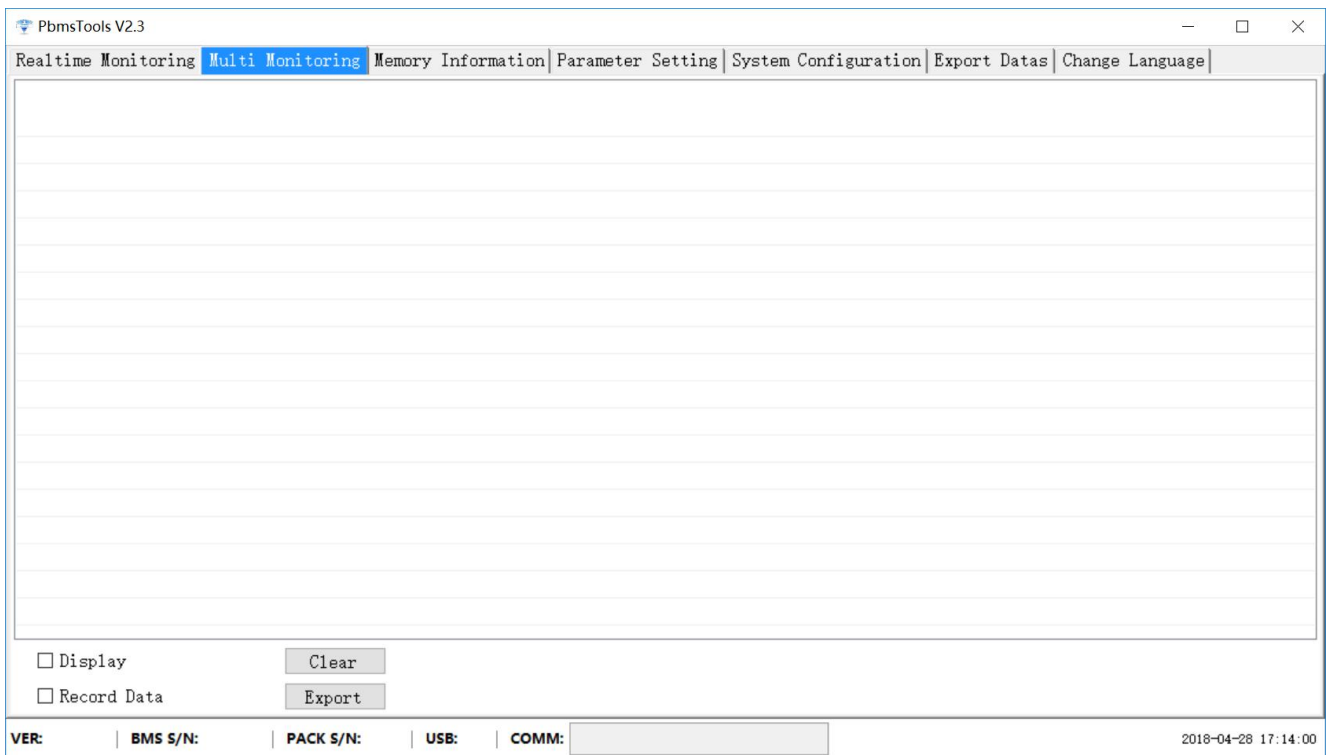 PbmsTools V2.3
Realtime Monitoring Multi Monitoring Memory Information Parameter Setting System Configuration Export Datas Change Language
Display Clear
Record Data Export
VER: BMS S/N: PACK S/N: USB: COMM: 2018-04-28 17:14:00